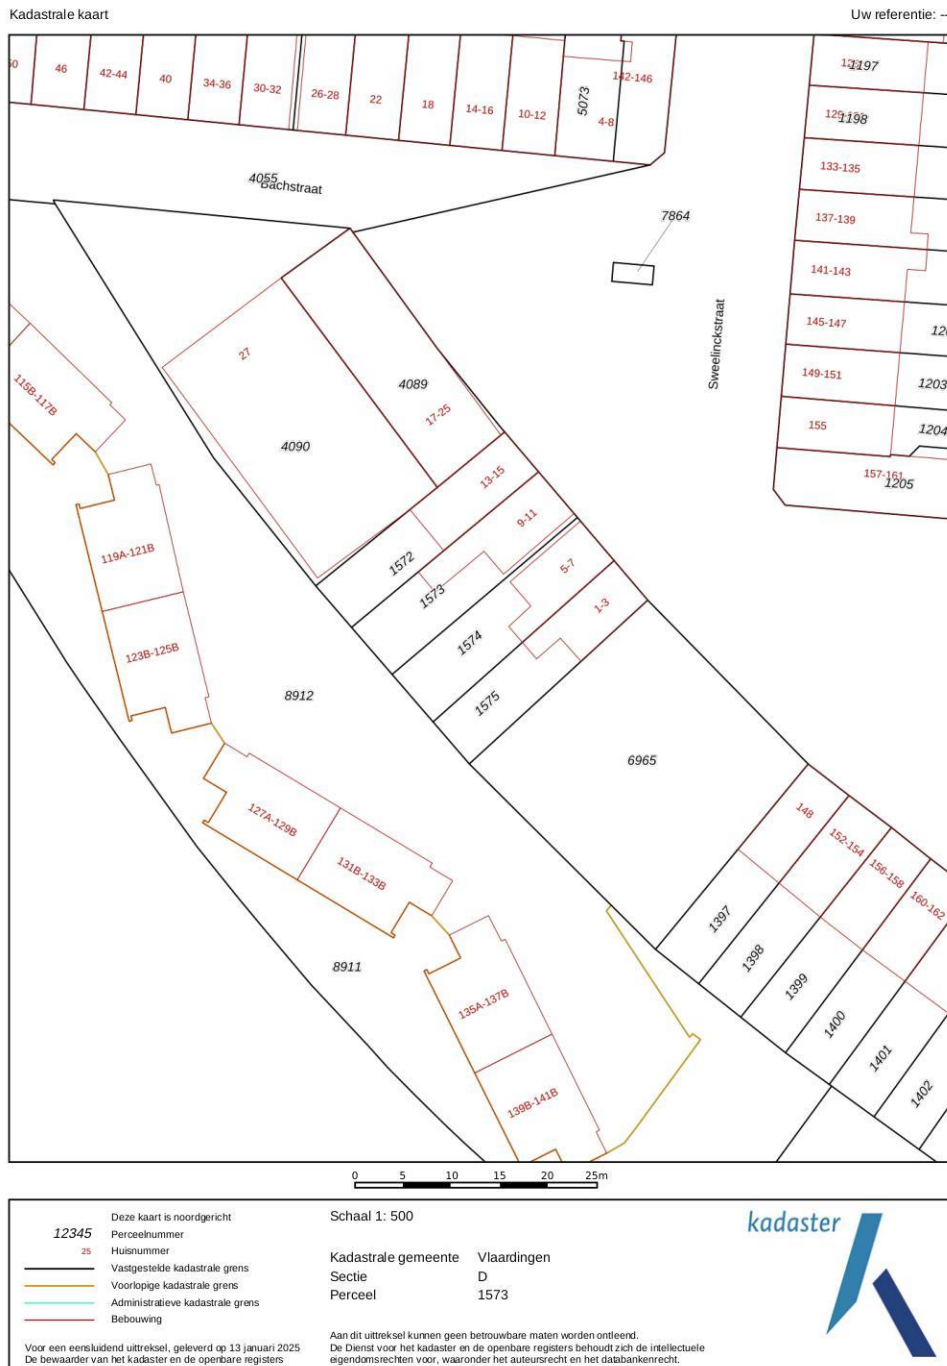 Kadastrale kaart
Uw referentie: --
50
46
42-44
40
34-36
30-32
26-28
22
18
14-16
10-12
5073
4-8
142-146
1197
1198
133-135
137-139
141-143
145-147
149-151
155
157-161
1205
1203
1204
4055
Bachstraat
7864
Sweelinckstraat
27
4089
17-25
4090
13-15
9-11
5-7
1-3
1572
1573
1574
1575
115B-117B
119A-121B
123B-125B
8912
6965
127A-129B
131B-133B
148
152-154
156-158
160-162
1397
1398
1399
1400
1401
1402
8911
135A-137B
139B-141B
0 5 10 15 20 25m
12345
25
Deze kaart is noordgericht
Perceelnummer
Huisnummer
Vastgestelde kadastrale grens
Voorlopige kadastrale grens
Administratieve kadastrale grens
Bebouwing
Voor een eensluidend uittreksel, geleverd op 13 januari 2025
De bewaarder van het kadaster en de openbare registers
Schaal 1: 500
Kadastrale gemeente Vlaardingen
Sectie D
Perceel 1573
Aan dit uittreksel kunnen geen betrouwbare maten worden ontleend.
De Dienst voor het kadaster en de openbare registers behoudt zich de intellectuele
eigendomsrechten voor, waaronder het auteursrecht en het databankenrecht.
kadaster